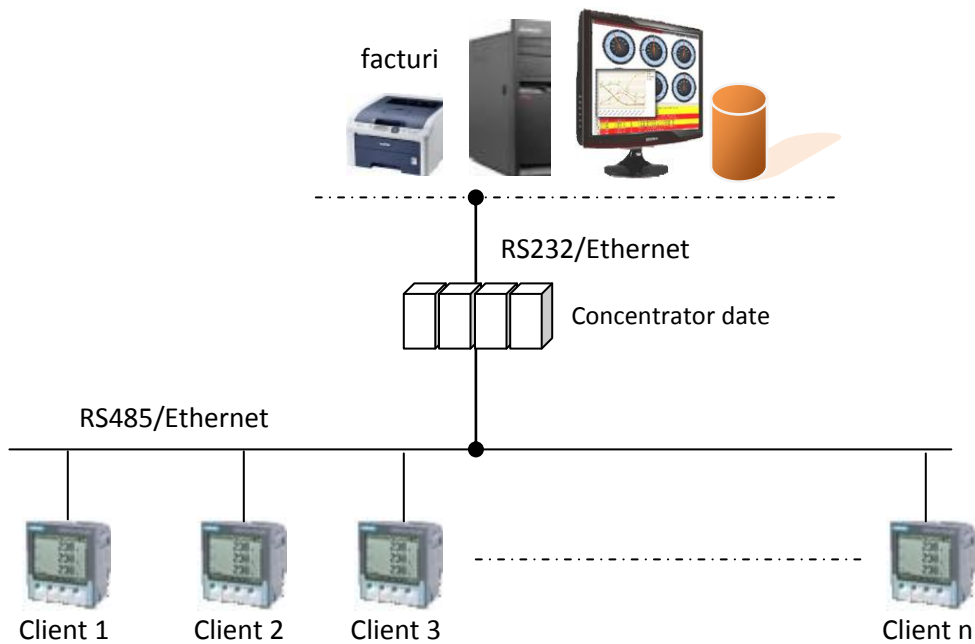 facturi
RS232/Ethernet
Concentrator date
RS485/Ethernet
Client 1
Client 2
Client 3
Client n